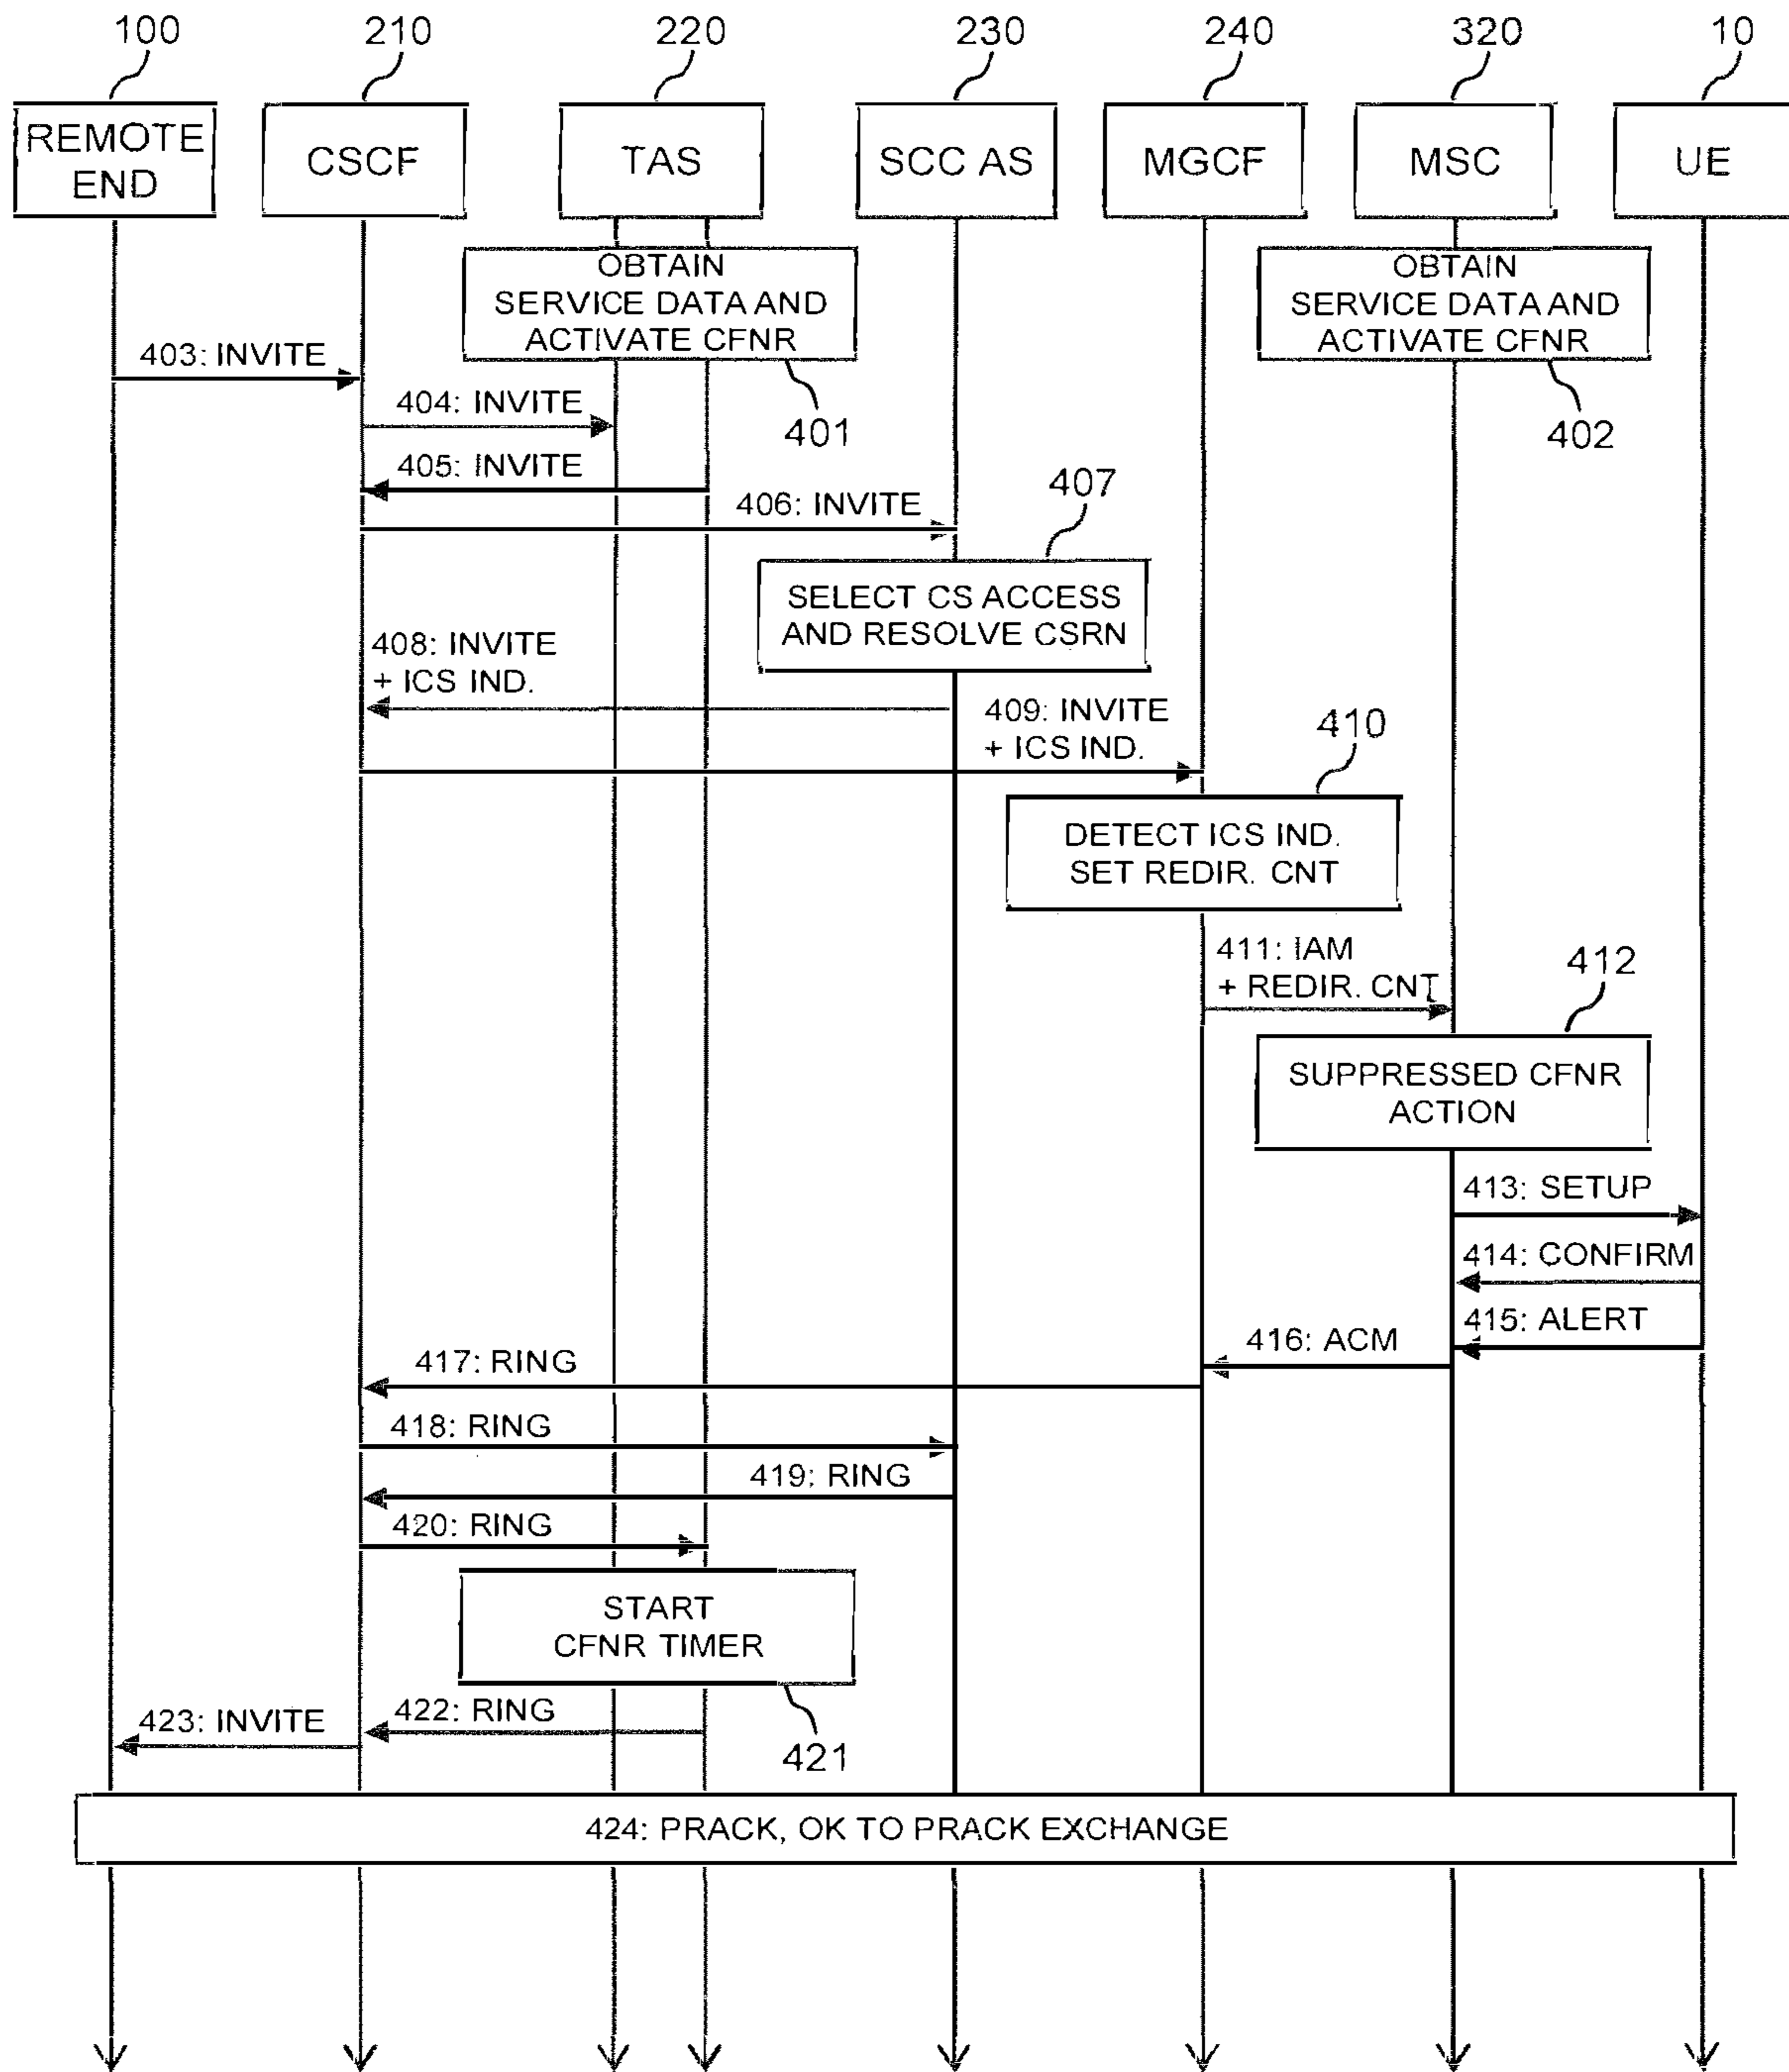 100
210
220
230
240
320
10
REMOTE
END
CSCF
TAS
SCC AS
MGCF
MSC
UE
OBTAIN
SERVICE DATA AND
ACTIVATE CFNR
401
OBTAIN
SERVICE DATA AND
ACTIVATE CFNR
402
403: INVITE
404: INVITE
405: INVITE
406: INVITE
407
SELECT CS ACCESS
AND RESOLVE CSRN
408: INVITE
+ ICS IND.
409: INVITE
+ ICS IND.
410
DETECT ICS IND.
SET REDIR. CNT
411: IAM
+ REDIR. CNT
412
SUPPRESSED CFNR
ACTION
413: SETUP
414: CONFIRM
415: ALERT
416: ACM
417: RING
418: RING
419: RING
420: RING
START
CFNR TIMER
421
422: RING
423: INVITE
424: PRACK, OK TO PRACK EXCHANGE